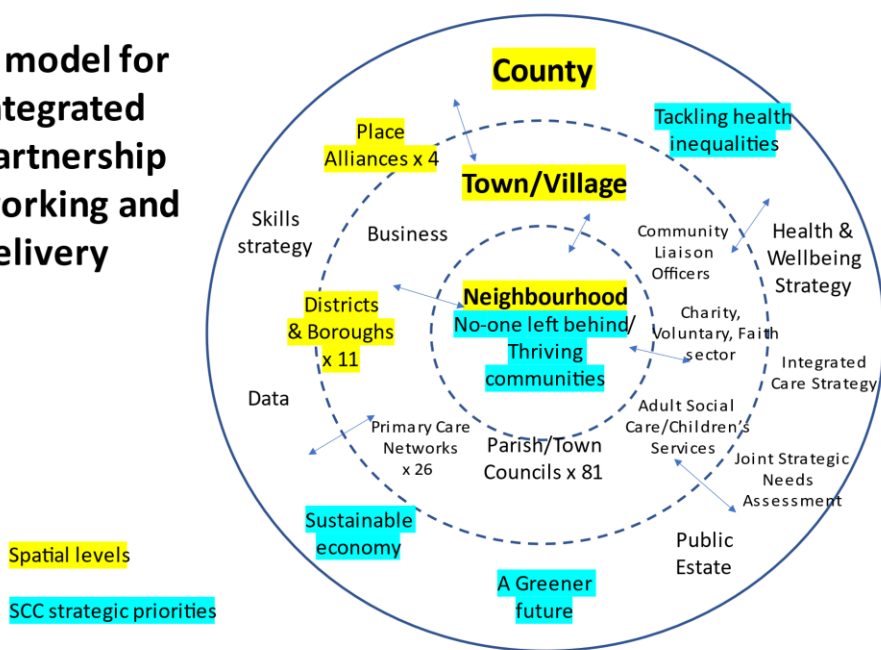 model for
ntegrated
artnership
orking and
elivery
County
Place
Alliances x 4
Tackling health
inequalities
Town/Village
Skills
strategy
Business
Community
Liaison
Officers
Health &
Wellbeing
Strategy
Neighbourhood
No-one left behind/
Thriving
communities
Districts
& Boroughs
x 11
Charity,
Voluntary, Faith
sector
Integrated
Care Strategy
Data
Primary Care
Networks
x 26
Parish/Town
Councils x 81
Adult Social
Care/Children's
Services
Joint Strategic
Needs
Assessment
Sustainable
economy
Public
Estate
A Greener
future
Spatial levels
SCC strategic priorities